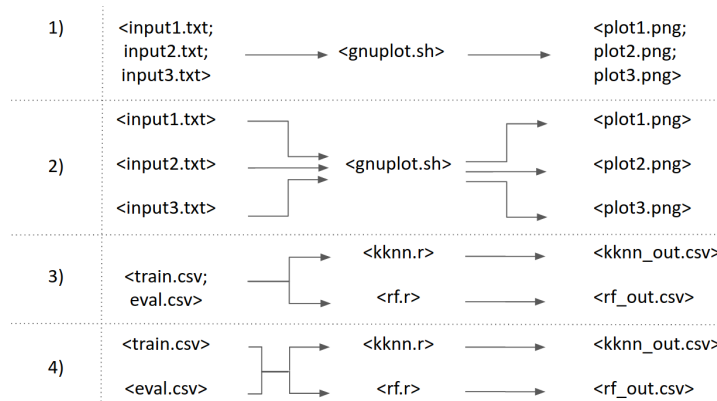 1)
<input1.txt;
input2.txt;
input3.txt>
<gnuplot.sh>
<plot1.png;
plot2.png;
plot3.png>
2)
<input1.txt>
<input2.txt>
<input3.txt>
<gnuplot.sh>
<plot1.png>
<plot2.png>
<plot3.png>
3)
<train.csv;
eval.csv>
<kknn.r>
<kknn_out.csv>
<rf.r>
<rf_out.csv>
4)
<train.csv>
<eval.csv>
<kknn.r>
<kknn_out.csv>
<rf.r>
<rf_out.csv>